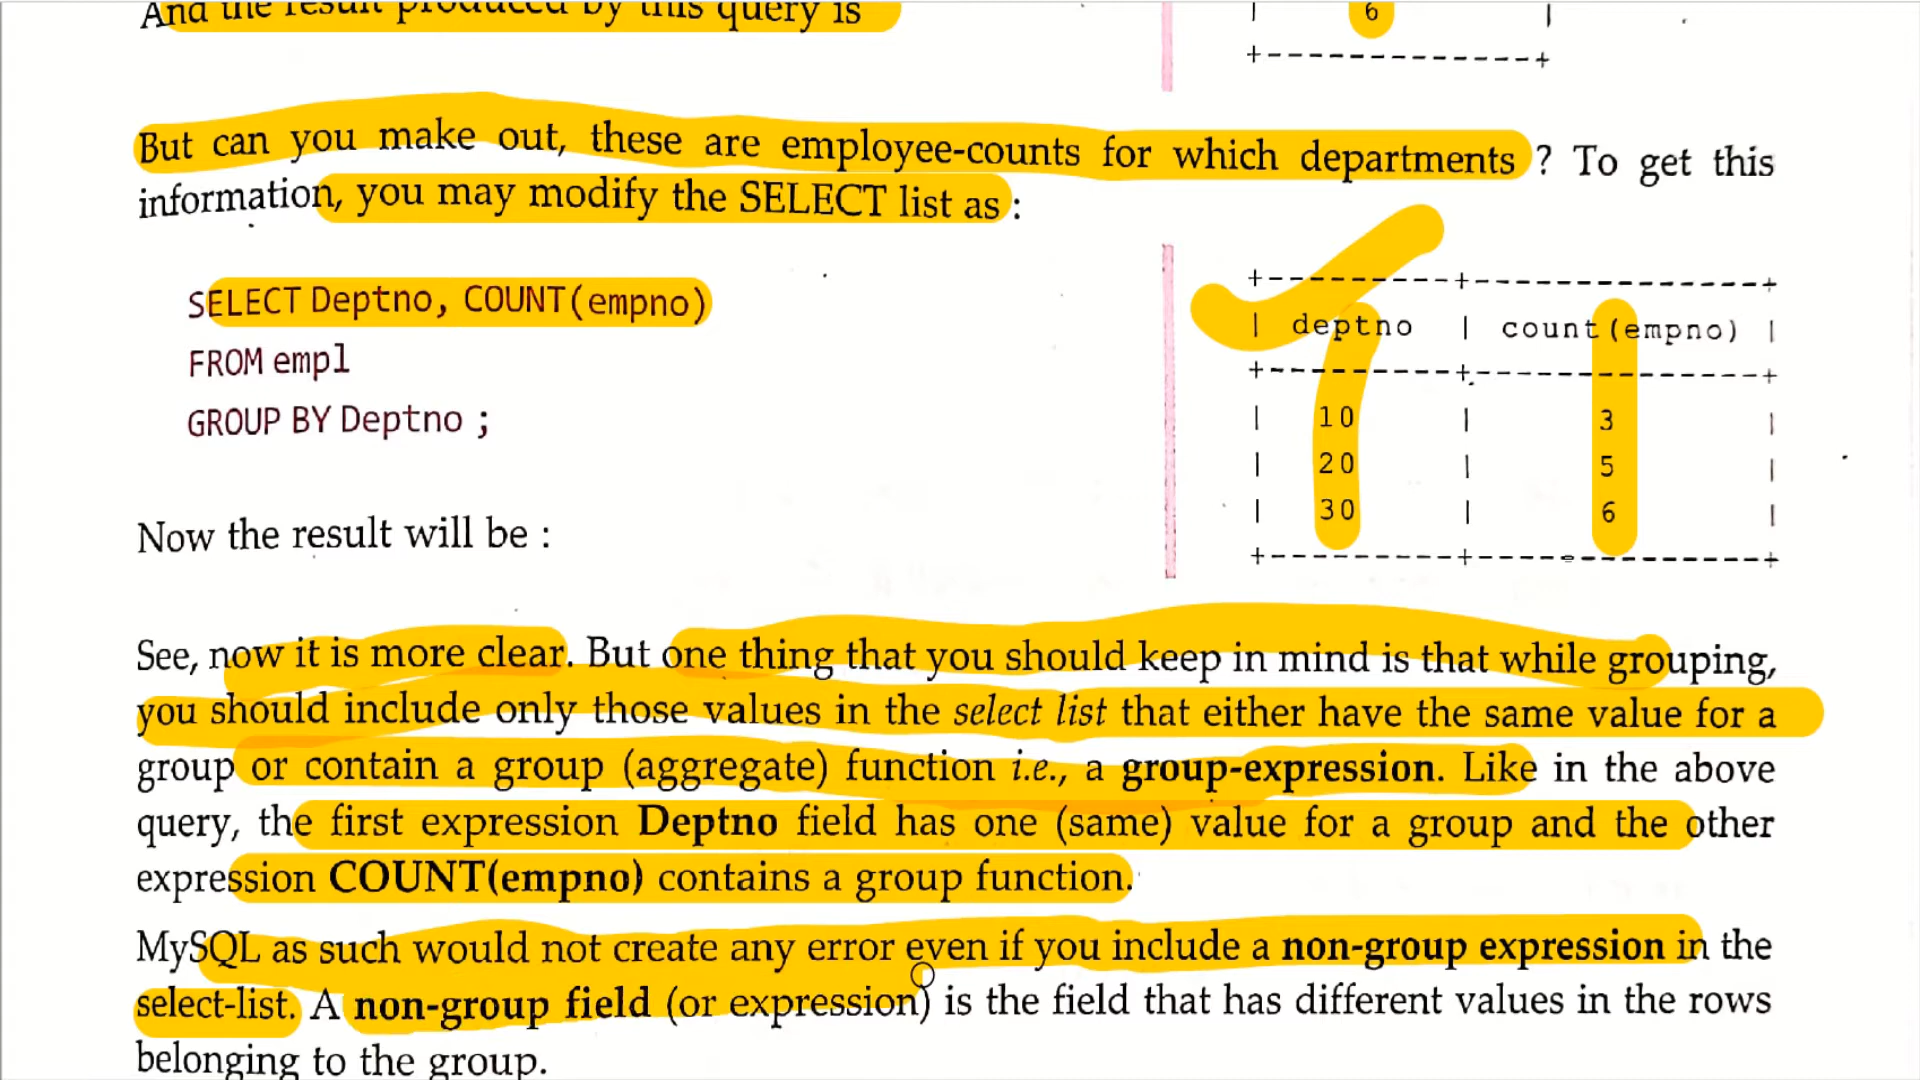 And the result produced by this query is
| 6 |
+--------------+
But can you make out, these are employee-counts for which departments ? To get this
information, you may modify the SELECT list as :
SELECT Deptno, COUNT(empno)
FROM empl
GROUP BY Deptno ;
Now the result will be :
+---------+--------------+
| deptno | count(empno) |
+---------+--------------+
| 10 | 3 |
| 20 | 5 |
| 30 | 6 |
+---------+--------------+
See, now it is more clear. But one thing that you should keep in mind is that while grouping,
you should include only those values in the select list that either have the same value for a
group or contain a group (aggregate) function i.e., a group-expression. Like in the above
query, the first expression Deptno field has one (same) value for a group and the other
expression COUNT(empno) contains a group function.
MySQL as such would not create any error even if you include a non-group expression in the
select-list. A non-group field (or expression) is the field that has different values in the rows
belonging to the group.